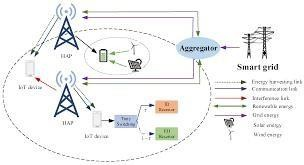 HAP
Aggregator
Smart grid
IoT device
HAP
IoT device
Time
Switching
ID
Receiver
EH
Receiver
Energy harvesting link
Communication link
Interference link
Renewable energy
Grid energy
Solar energy
Wind energy